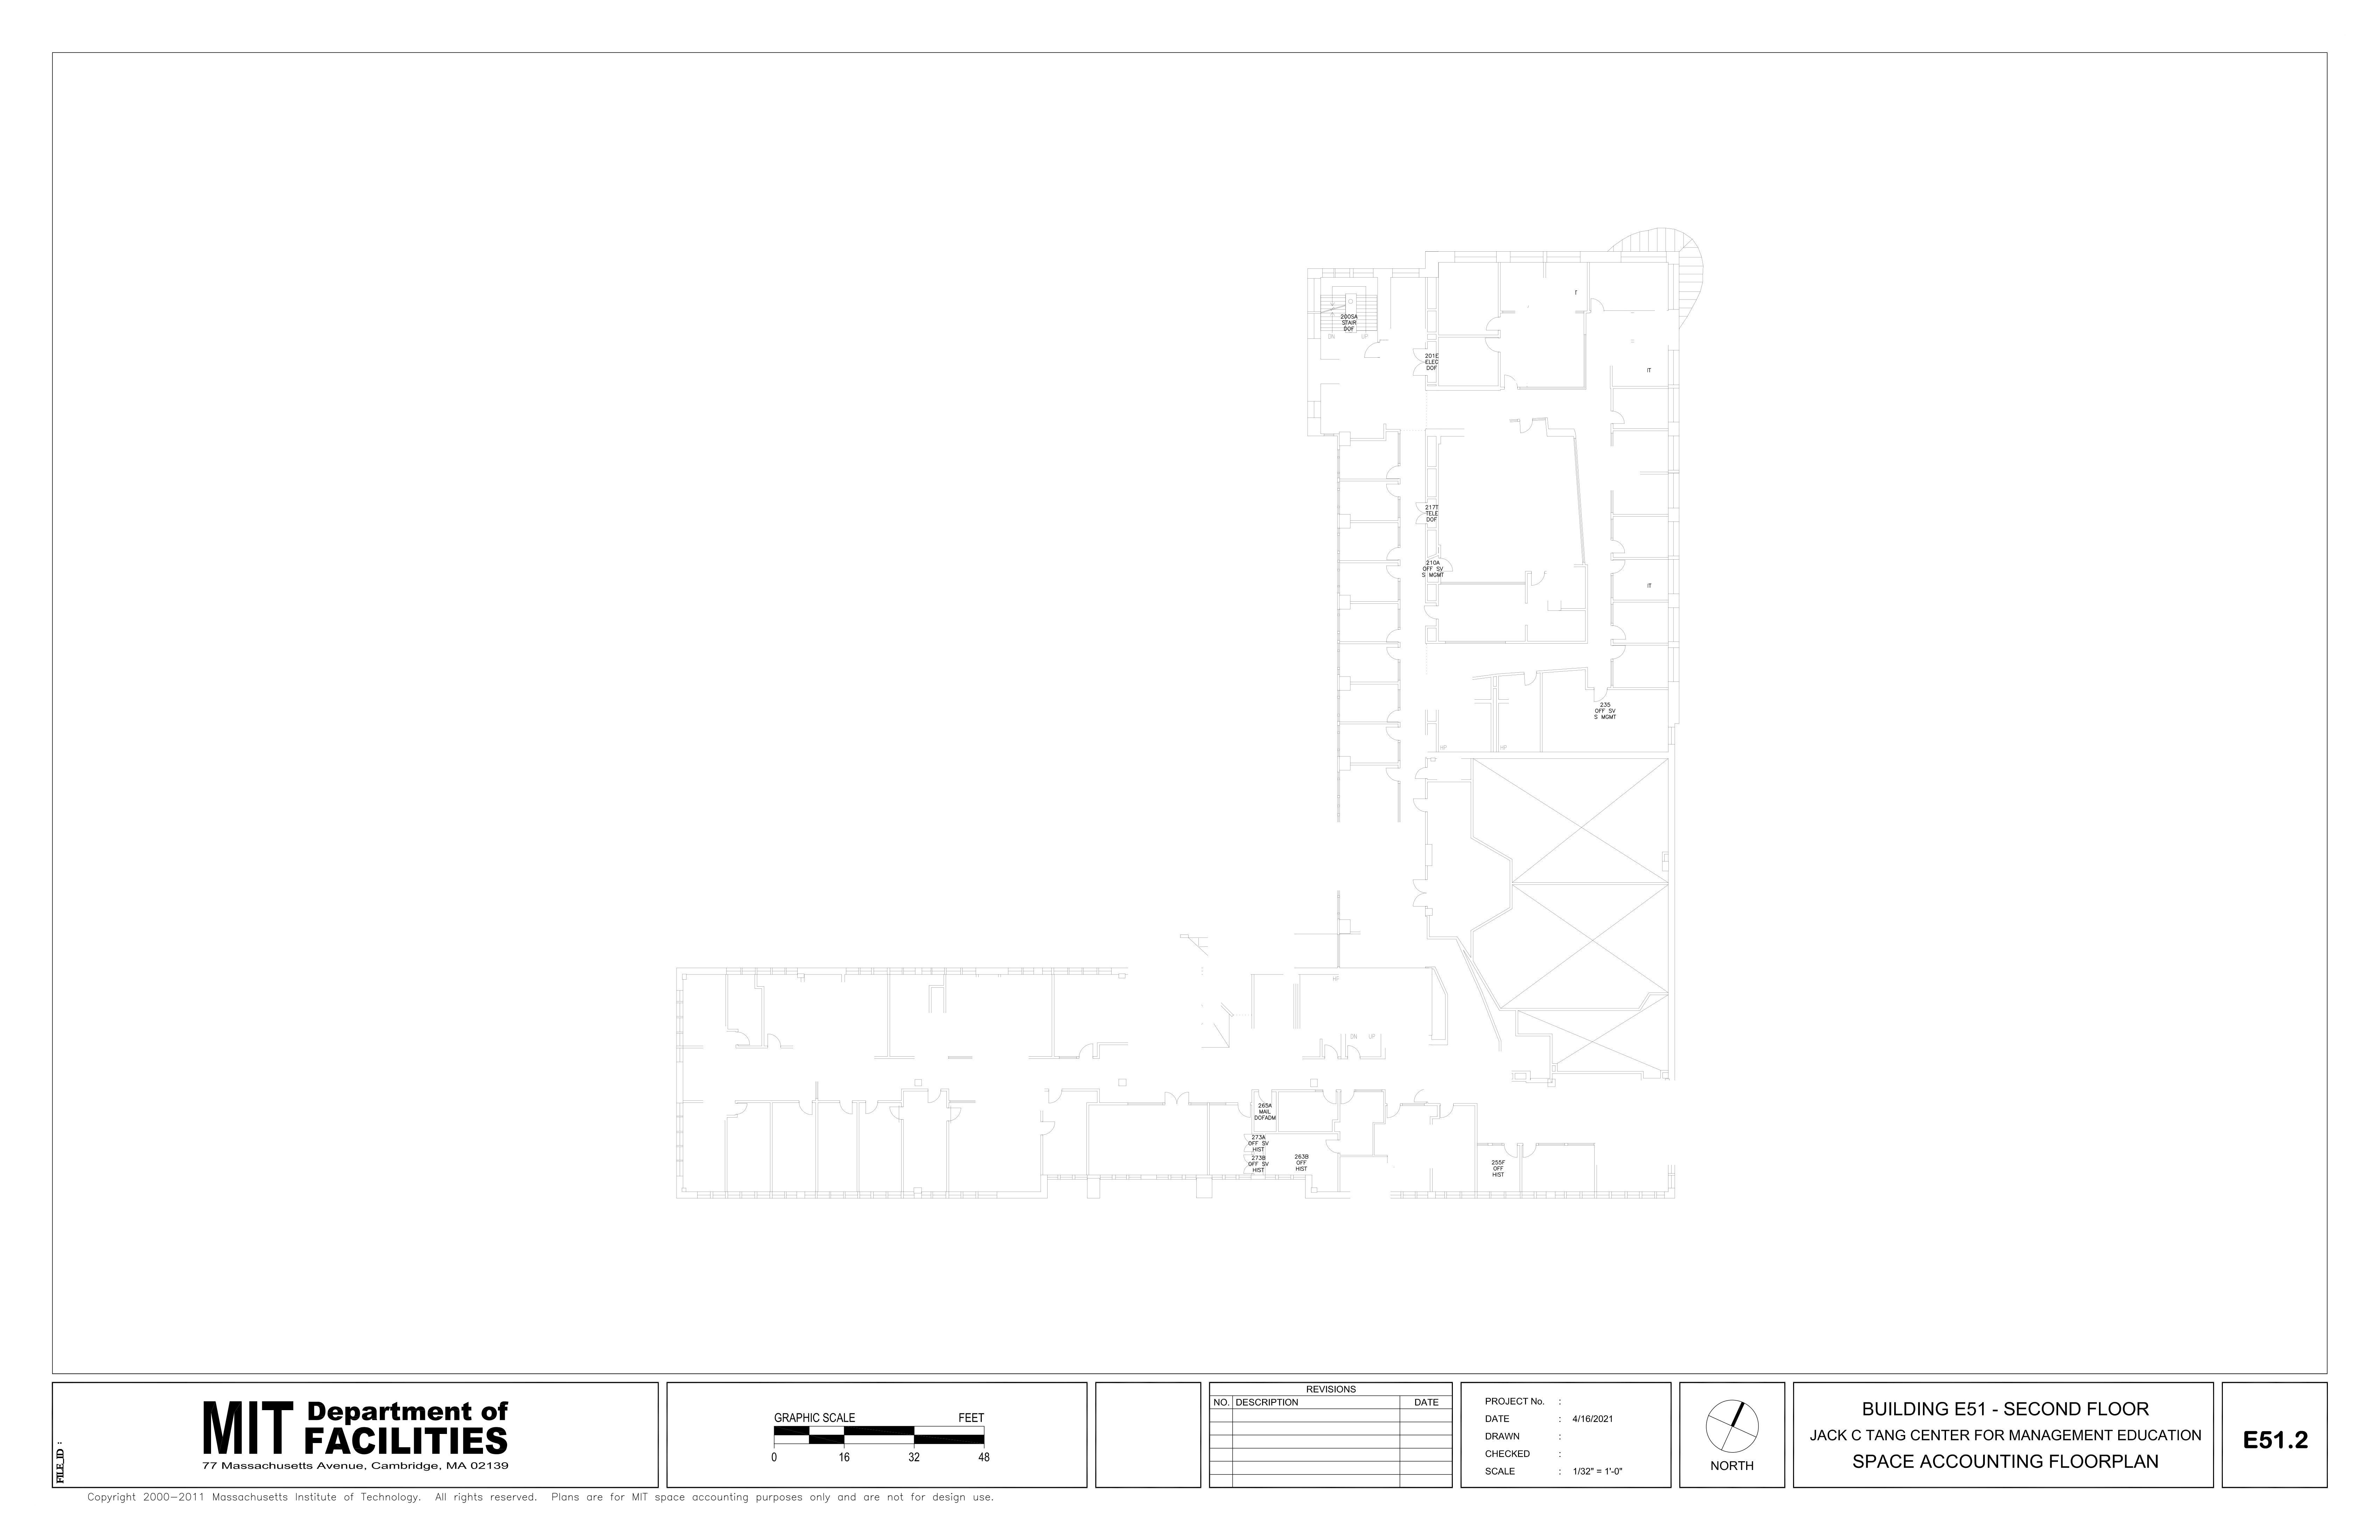 200SA
STAIR
DOF
DN UP
201E
ELEC
DOF
IT
217T
TELE
DOF
210A
OFF SV
S MGMT
IT
235
OFF SV
S MGMT
HP HP
HP
DN UP
265A
MAIL
DOFADM
273A
OFF SV
HIST
273B
OFF SV
HIST
263B
OFF
HIST
255F
OFF
HIST
FILE_ID :
MIT Department of
FACILITIES
77 Massachusetts Avenue, Cambridge, MA 02139
GRAPHIC SCALE FEET
0 16 32 48
REVISIONS
NO. DESCRIPTION DATE
PROJECT No. :
DATE : 4/16/2021
DRAWN :
CHECKED :
SCALE : 1/32" = 1'-0"
NORTH
BUILDING E51 - SECOND FLOOR
JACK C TANG CENTER FOR MANAGEMENT EDUCATION
SPACE ACCOUNTING FLOORPLAN
E51.2
Copyright 2000-2011 Massachusetts Institute of Technology. All rights reserved. Plans are for MIT space accounting purposes only and are not for design use.